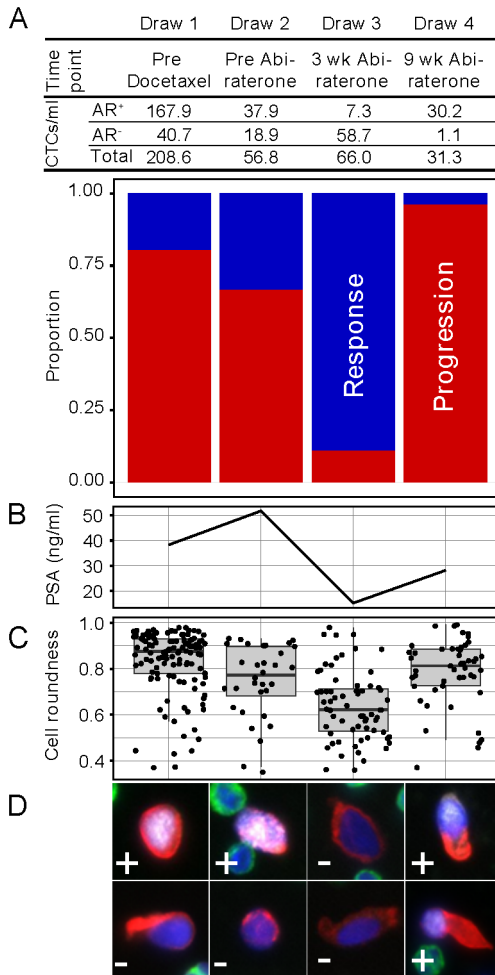 A
Draw 1 Draw 2 Draw 3 Draw 4
Time point
Pre Docetaxel Pre Abi-raterone 3 wk Abi-raterone 9 wk Abi-raterone
CTCs/ml
AR⁺ 167.9 37.9 7.3 30.2
AR⁻ 40.7 18.9 58.7 1.1
Total 208.6 56.8 66.0 31.3
Proportion
1.00
0.75
0.50
0.25
0.00
Response
Progression
B
PSA (ng/ml)
50
40
30
20
C
Cell roundness
1.0
0.8
0.6
0.4
D
+ + - +
- - - +